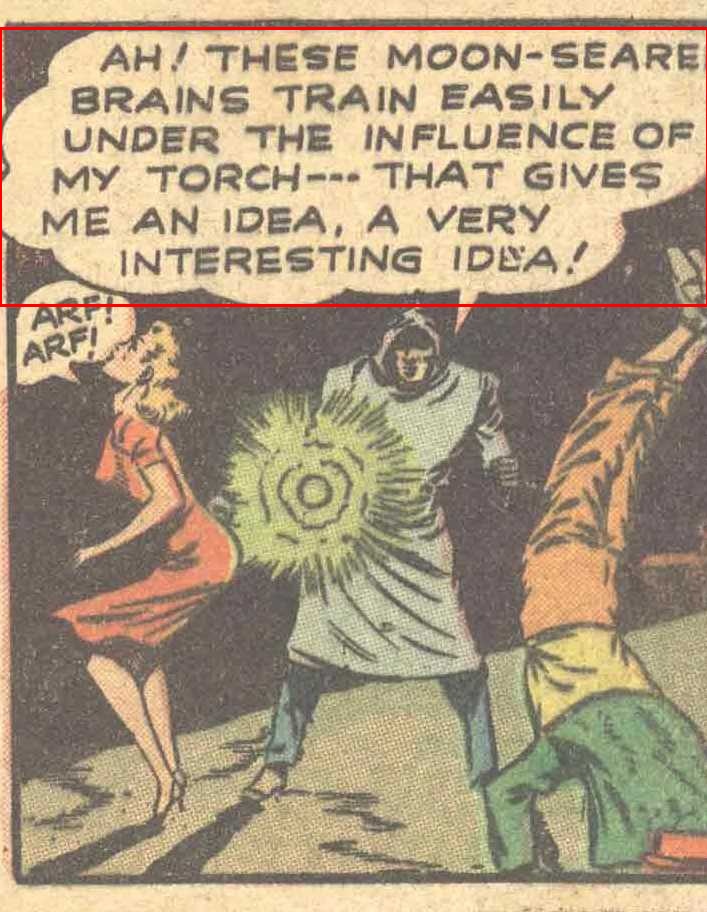 AH! THESE MOON-SEARE
BRAINS TRAIN EASILY
UNDER THE INFLUENCE OF
MY TORCH--- THAT GIVES
ME AN IDEA, A VERY
INTERESTING IDEA!
ARF!
ARF!